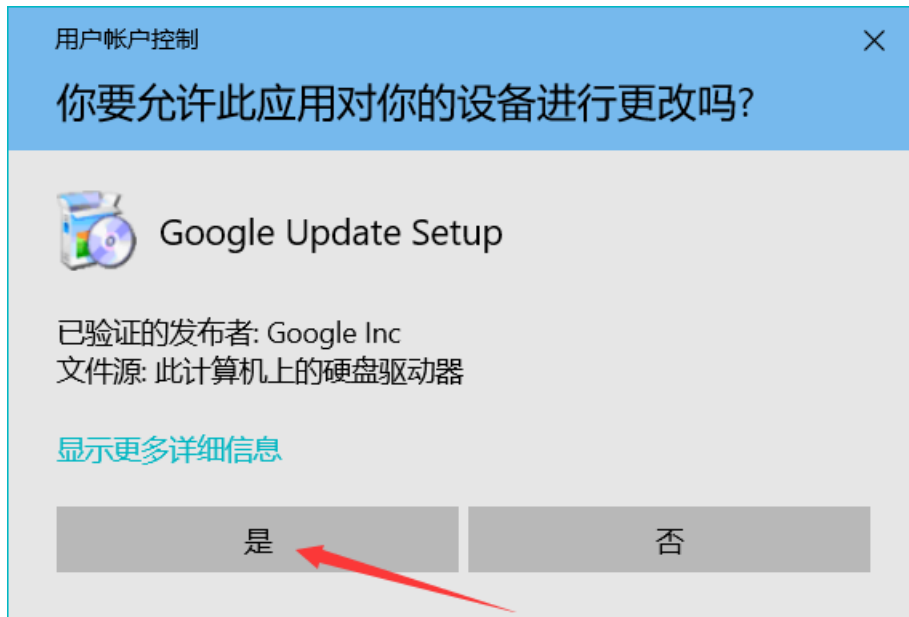 用户帐户控制
你要允许此应用对你的设备进行更改吗?
Google Update Setup
已验证的发布者: Google Inc
文件源: 此计算机上的硬盘驱动器
显示更多详细信息
是
否